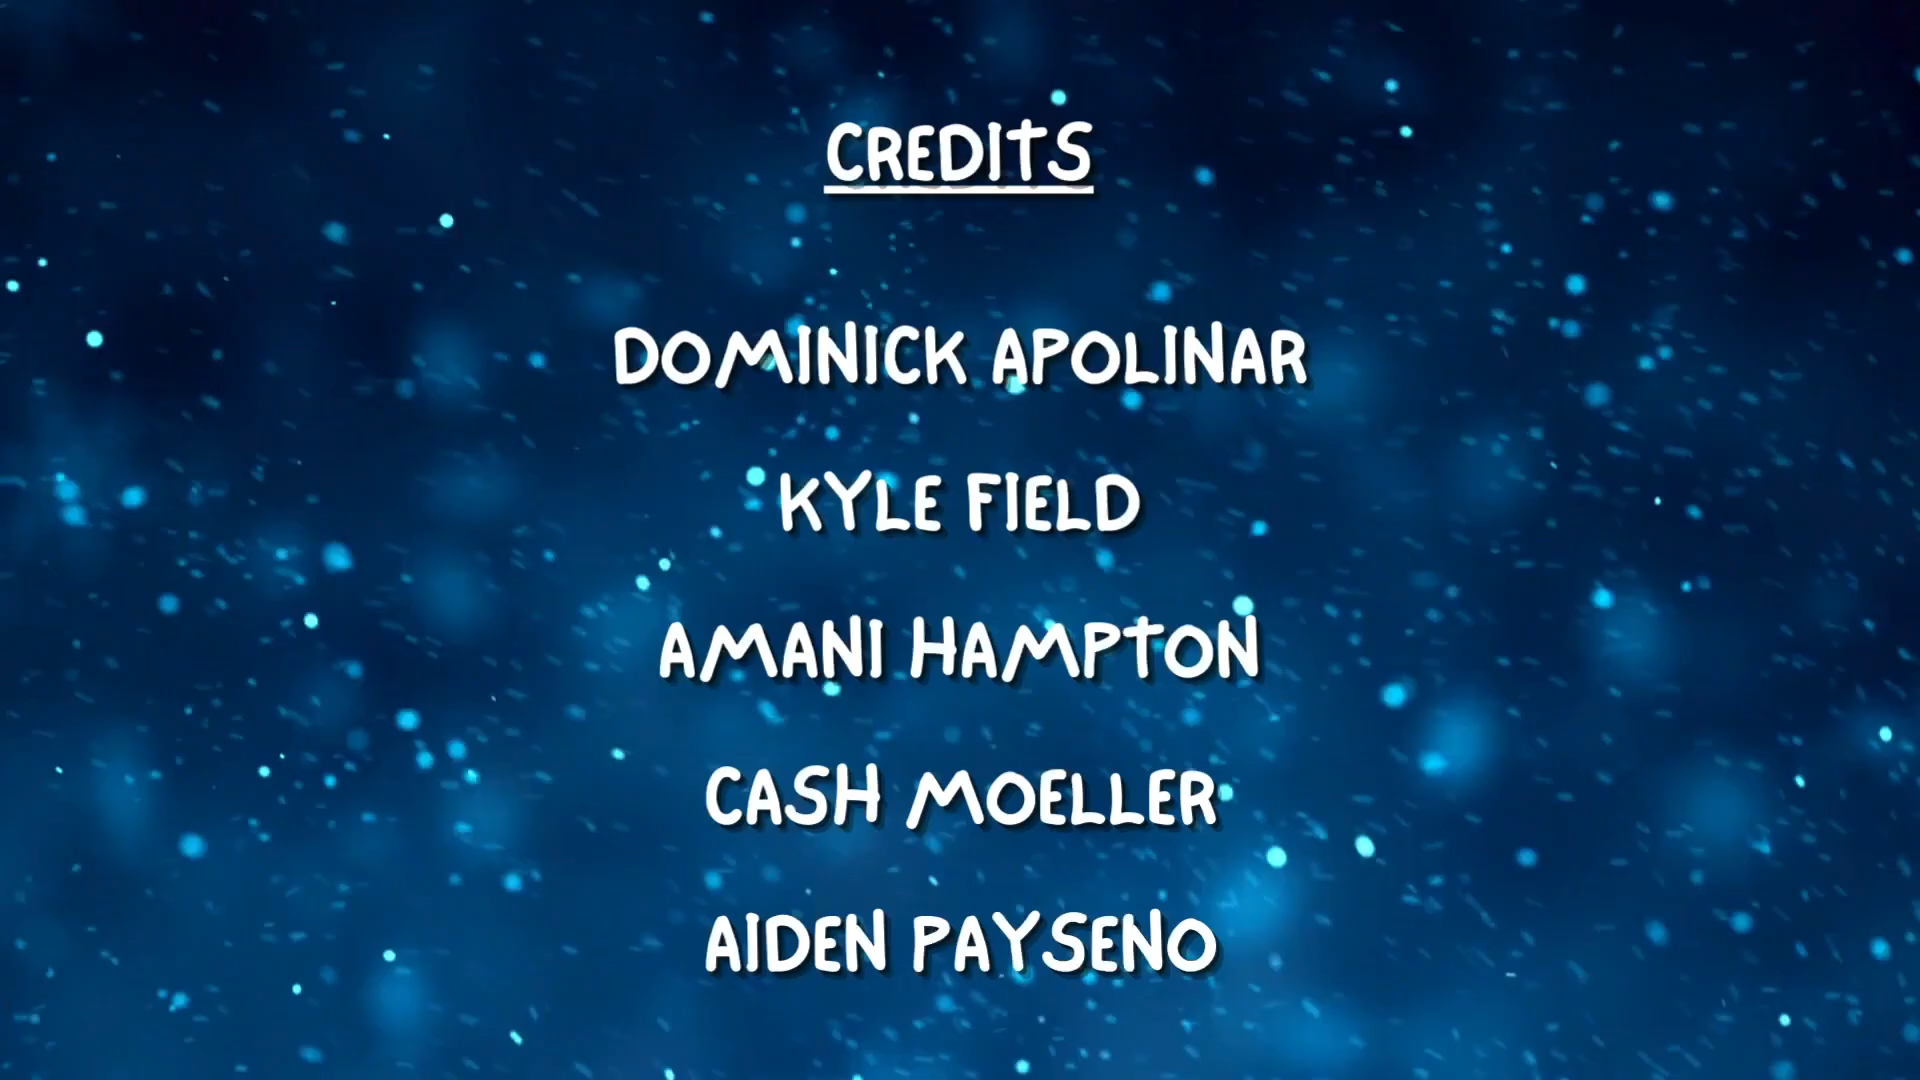 CREDITS
DOMINICK APOLINAR
KYLE FIELD
AMANI HAMPTON
CASH MOELLER
AIDEN PAYSENO